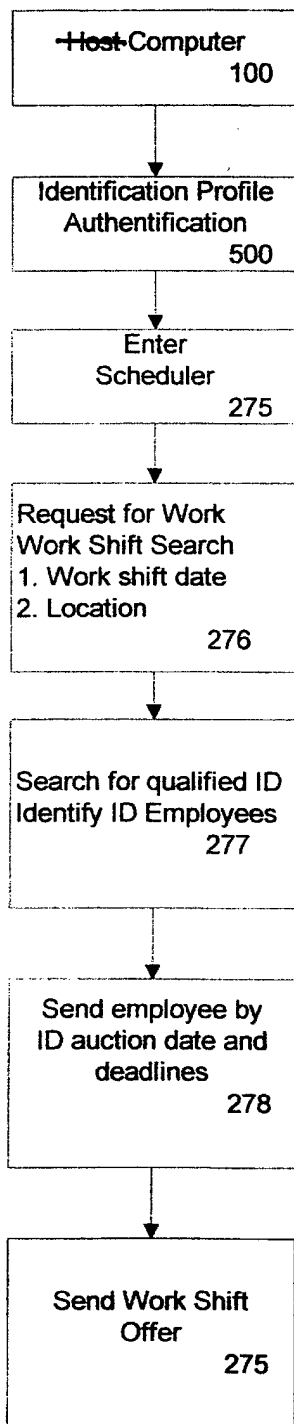 Host Computer
100
Identification Profile
Authentification
500
Enter
Scheduler
275
Request for Work
Work Shift Search
1. Work shift date
2. Location
276
Search for qualified ID
Identify ID Employees
277
Send employee by
ID auction date and
deadlines
278
Send Work Shift
Offer
275